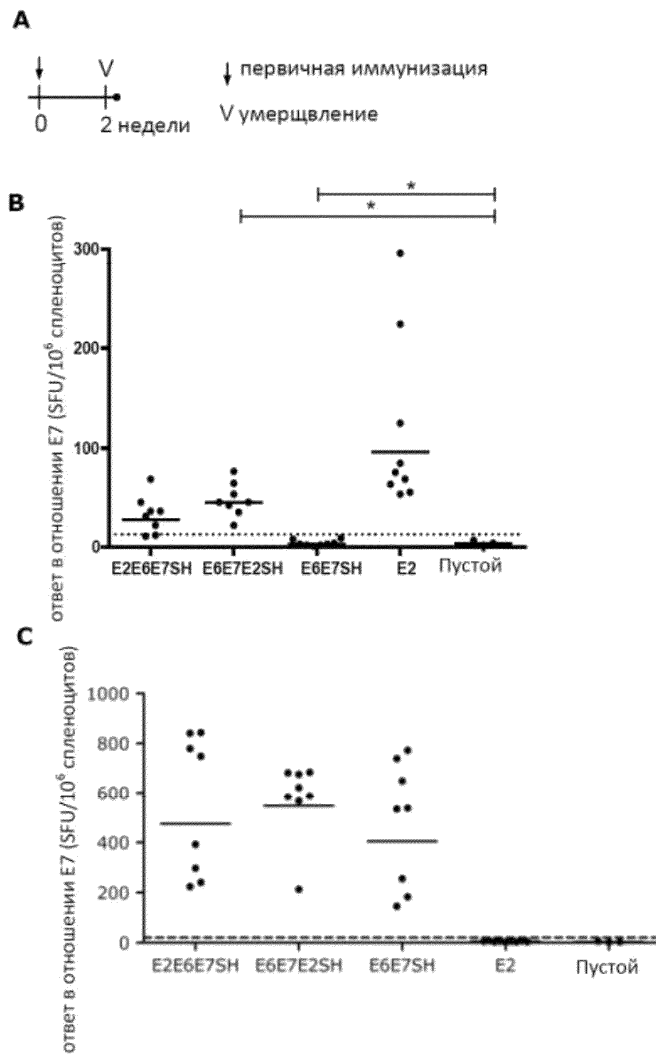 A
V
↓ первичная иммунизация
0
2 недели
V умерщвление
B
*
*
ответ в отношении E7 (SFU/10⁶ спленоцитов)
300
200
100
0
E2E6E7SH
E6E7E2SH
E6E7SH
E2
Пустой
C
ответ в отношении E7 (SFU/10⁶ спленоцитов)
1000
800
600
400
200
0
E2E6E7SH
E6E7E2SH
E6E7SH
E2
Пустой